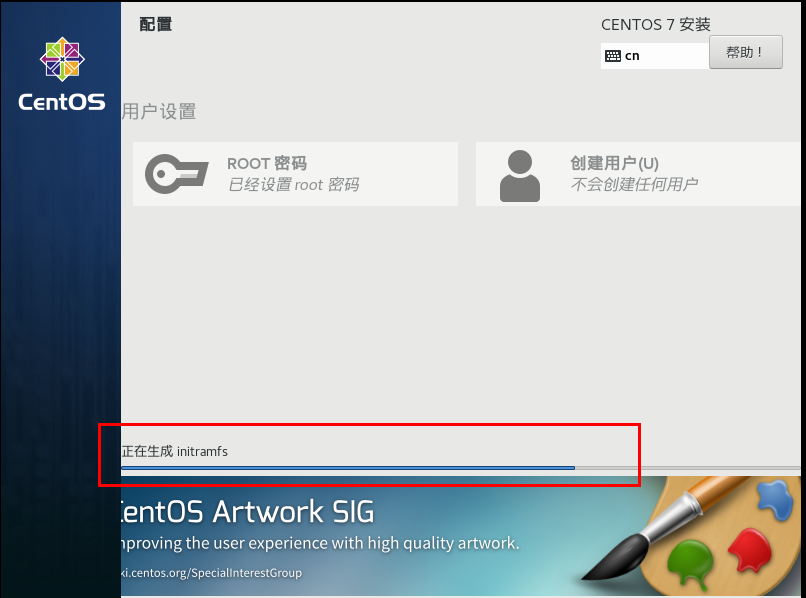 配置
CENTOS 7 安装
cn
帮助！
CentOS
用户设置
ROOT 密码
已经设置 root 密码
创建用户(U)
不会创建任何用户
正在生成 initramfs
CentOS Artwork SIG
mproving the user experience with high quality artwork.
ki.centos.org/SpecialInterestGroup